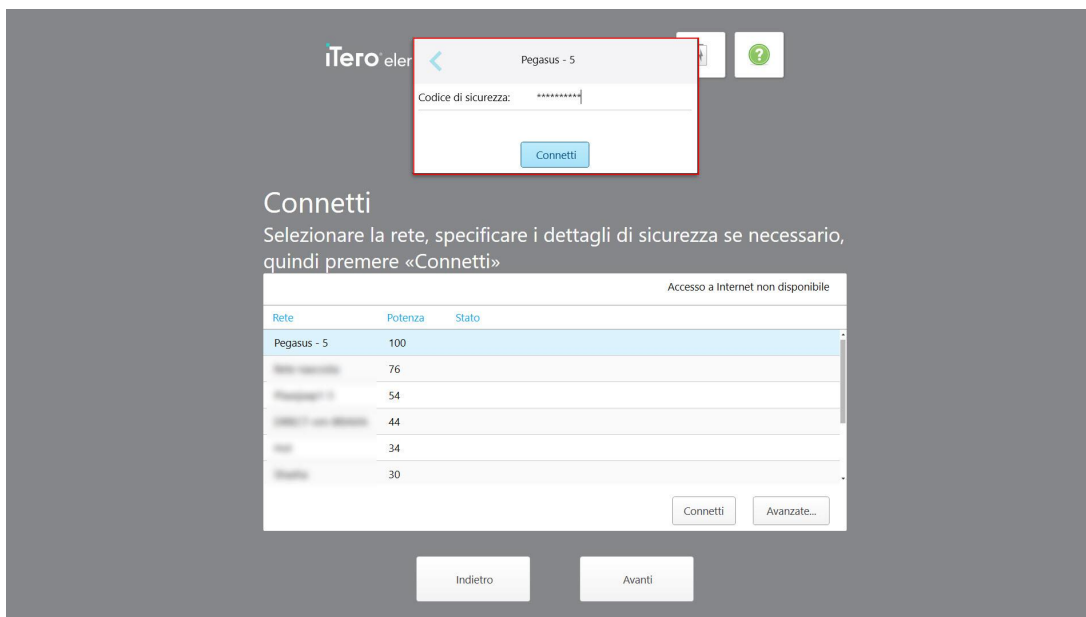 iTero eler
Pegasus - 5
Codice di sicurezza: **********
Connetti
Connetti
Selezionare la rete, specificare i dettagli di sicurezza se necessario,
quindi premere «Connetti»
Accesso a Internet non disponibile
Rete Potenza Stato
Pegasus - 5 100
76
54
44
34
30
Connetti Avanzate...
Indietro Avanti